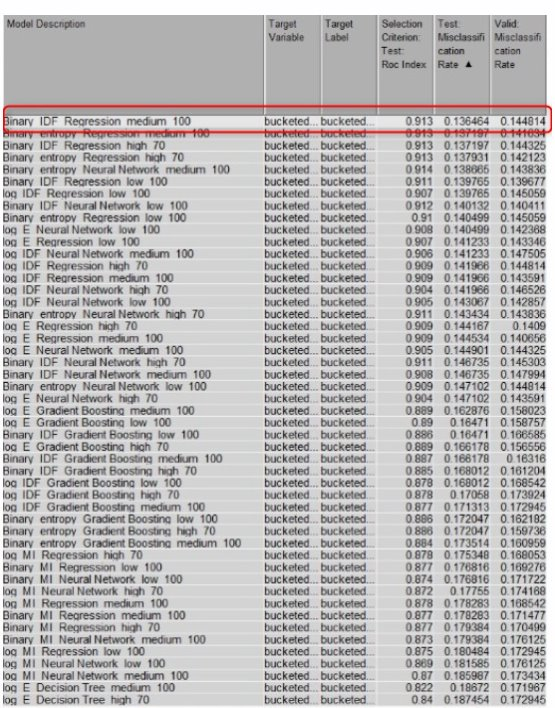 Model Description Target Variable Target Label Selection Criterion: Test: Roc Index Test: Misclassifi cation Rate ▲ Valid: Misclassifi cation Rate
Binary IDF Regression medium 100 bucketed... bucketed... 0.913 0.136464 0.144814
Binary entropy Regression medium 100 bucketed... bucketed... 0.913 0.137197 0.141634
Binary IDF Regression high 70 bucketed... bucketed... 0.913 0.137197 0.144325
Binary entropy Regression high 70 bucketed... bucketed... 0.913 0.137931 0.142123
Binary entropy Neural Network medium 100 bucketed... bucketed... 0.914 0.138665 0.143836
Binary IDF Regression low 100 bucketed... bucketed... 0.911 0.139765 0.139677
log IDF Regression low 100 bucketed... bucketed... 0.907 0.139765 0.145059
Binary IDF Neural Network low 100 bucketed... bucketed... 0.912 0.140132 0.140411
Binary entropy Regression low 100 bucketed... bucketed... 0.91 0.140499 0.145059
log E Neural Network low 100 bucketed... bucketed... 0.908 0.140499 0.142368
log E Regression low 100 bucketed... bucketed... 0.907 0.141233 0.143346
log IDF Neural Network medium 100 bucketed... bucketed... 0.906 0.141233 0.147505
log IDF Regression high 70 bucketed... bucketed... 0.909 0.141966 0.144814
log IDF Regression medium 100 bucketed... bucketed... 0.909 0.141966 0.143591
log IDF Neural Network high 70 bucketed... bucketed... 0.904 0.141966 0.146526
log IDF Neural Network low 100 bucketed... bucketed... 0.905 0.143067 0.142857
Binary entropy Neural Network high 70 bucketed... bucketed... 0.911 0.143434 0.143836
log E Regression high 70 bucketed... bucketed... 0.909 0.144167 0.1409
log E Regression medium 100 bucketed... bucketed... 0.909 0.144534 0.140656
log E Neural Network medium 100 bucketed... bucketed... 0.905 0.144901 0.144325
Binary IDF Neural Network high 70 bucketed... bucketed... 0.911 0.146735 0.145303
Binary IDF Neural Network medium 100 bucketed... bucketed... 0.908 0.146735 0.147994
Binary entropy Neural Network low 100 bucketed... bucketed... 0.909 0.147102 0.144814
log E Neural Network high 70 bucketed... bucketed... 0.904 0.147102 0.143591
log E Gradient Boosting medium 100 bucketed... bucketed... 0.889 0.162876 0.158023
log E Gradient Boosting low 100 bucketed... bucketed... 0.89 0.16471 0.158757
Binary IDF Gradient Boosting low 100 bucketed... bucketed... 0.886 0.16471 0.166585
log E Gradient Boosting high 70 bucketed... bucketed... 0.889 0.166178 0.156556
Binary IDF Gradient Boosting medium 100 bucketed... bucketed... 0.887 0.166178 0.16316
Binary IDF Gradient Boosting high 70 bucketed... bucketed... 0.885 0.168012 0.161204
log IDF Gradient Boosting low 100 bucketed... bucketed... 0.878 0.168012 0.168542
log IDF Gradient Boosting high 70 bucketed... bucketed... 0.878 0.17058 0.173924
log IDF Gradient Boosting medium 100 bucketed... bucketed... 0.877 0.171313 0.172945
Binary entropy Gradient Boosting low 100 bucketed... bucketed... 0.886 0.172047 0.162182
Binary entropy Gradient Boosting high 70 bucketed... bucketed... 0.886 0.172047 0.159736
Binary entropy Gradient Boosting medium 100 bucketed... bucketed... 0.884 0.173514 0.160959
log MI Regression high 70 bucketed... bucketed... 0.878 0.175348 0.168053
Binary MI Regression low 100 bucketed... bucketed... 0.877 0.176816 0.169276
Binary MI Neural Network low 100 bucketed... bucketed... 0.874 0.176816 0.171722
log MI Neural Network high 70 bucketed... bucketed... 0.872 0.17755 0.174168
log MI Regression medium 100 bucketed... bucketed... 0.878 0.178283 0.168542
Binary MI Regression medium 100 bucketed... bucketed... 0.877 0.178283 0.171477
Binary MI Regression high 70 bucketed... bucketed... 0.877 0.179384 0.170499
Binary MI Neural Network medium 100 bucketed... bucketed... 0.873 0.179384 0.176125
log MI Regression low 100 bucketed... bucketed... 0.875 0.180484 0.172945
log MI Neural Network low 100 bucketed... bucketed... 0.869 0.181585 0.176125
log MI Neural Network medium 100 bucketed... bucketed... 0.87 0.185987 0.173434
log E Decision Tree medium 100 bucketed... bucketed... 0.822 0.18672 0.171967
log E Decision Tree high 70 bucketed... bucketed... 0.84 0.187454 0.172945